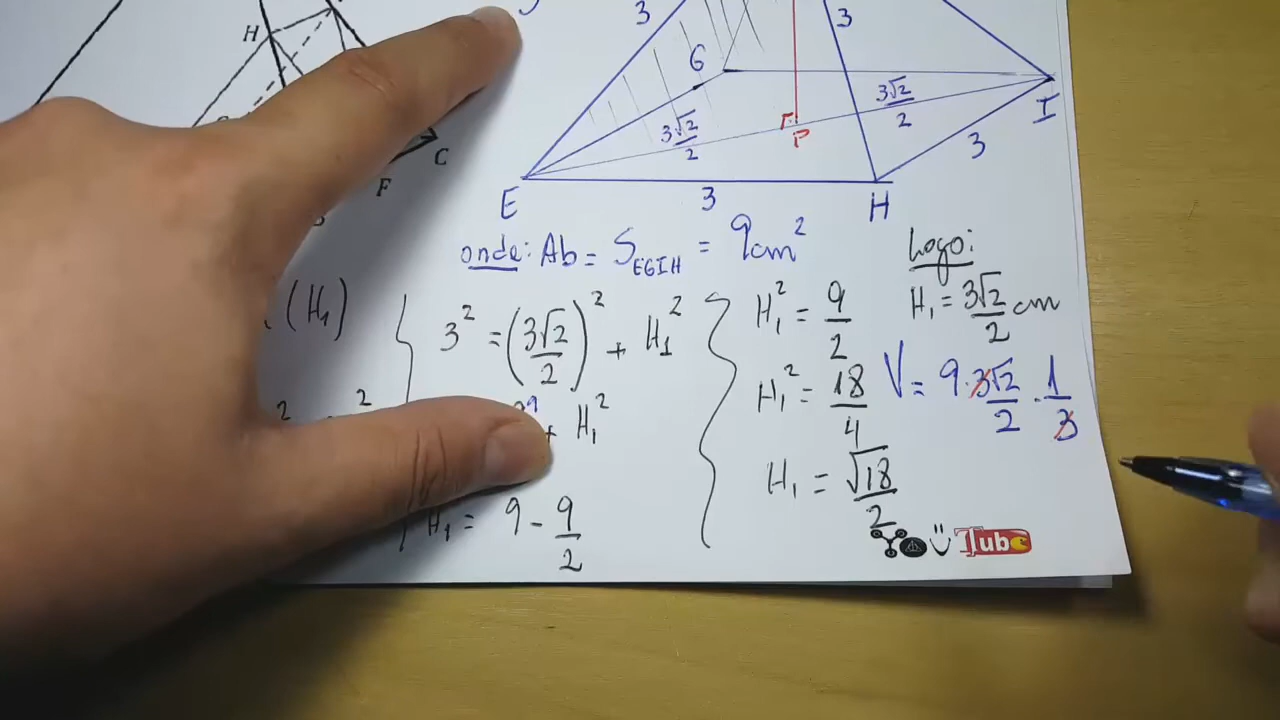 H
C
F
3
3
G
3√2/2
3√2/2
P
I
3
E
3
H
onde: Ab = S_EGIH = 9cm²
(H₁)
3² = (3√2/2)² + H₁²
+ H₁²
H₁ = 9 - 9/2
H₁² = 9/2
H₁² = 18/4
H₁ = √18/2
Logo:
H₁ = 3√2/2 cm
V = 9·3√2/2·1/3
Tube